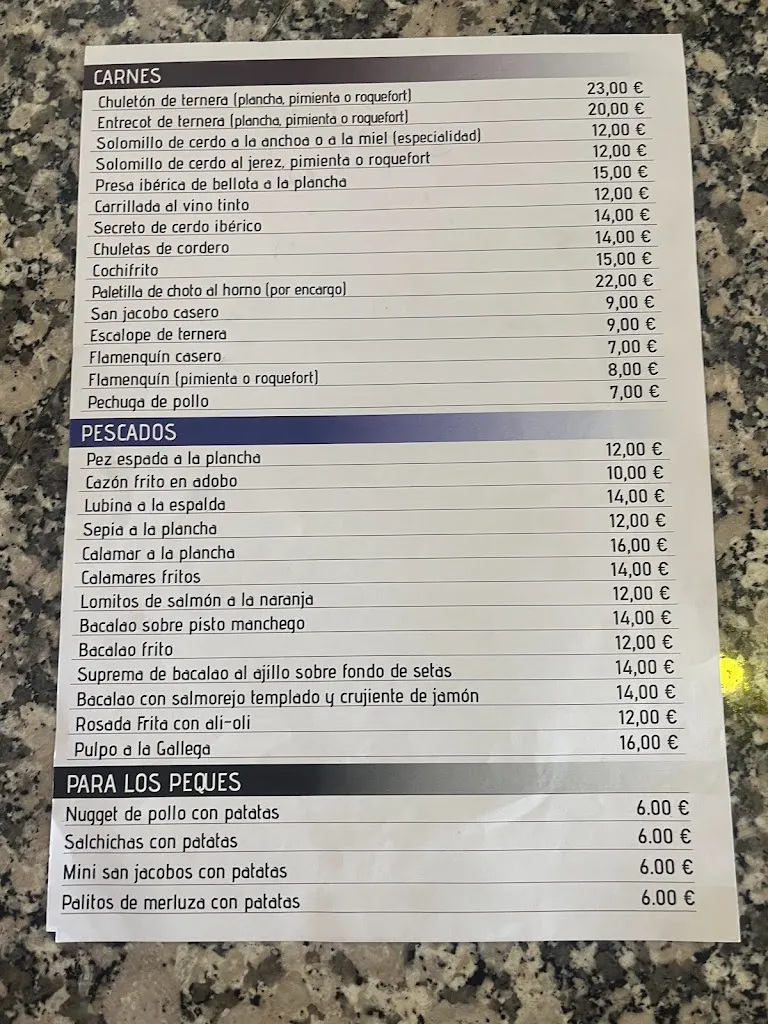 CARNES
Chuletón de ternera (plancha, pimienta o roquefort) 23,00 €
Entrecot de ternera (plancha, pimienta o roquefort) 20,00 €
Solomillo de cerdo a la anchoa o a la miel (especialidad) 12,00 €
Solomillo de cerdo al jerez, pimienta o roquefort 12,00 €
Presa ibérica de bellota a la plancha 15,00 €
Carrillada al vino tinto 12,00 €
Secreto de cerdo ibérico 14,00 €
Chuletas de cordero 14,00 €
Cochifrito 15,00 €
Paletilla de choto al horno (por encargo) 22,00 €
San jacobo casero 9,00 €
Escalope de ternera 9,00 €
Flamenquín casero 7,00 €
Flamenquín (pimienta o roquefort) 8,00 €
Pechuga de pollo 7,00 €
PESCADOS
Pez espada a la plancha 12,00 €
Cazón frito en adobo 10,00 €
Lubina a la espalda 14,00 €
Sepia a la plancha 12,00 €
Calamar a la plancha 16,00 €
Calamares fritos 14,00 €
Lomitos de salmón a la naranja 12,00 €
Bacalao sobre pisto manchego 14,00 €
Bacalao frito 12,00 €
Suprema de bacalao al ajillo sobre fondo de setas 14,00 €
Bacalao con salmorejo templado y crujiente de jamón 14,00 €
Rosada Frita con ali-oli 12,00 €
Pulpo a la Gallega 16,00 €
PARA LOS PEQUES
Nugget de pollo con patatas 6.00 €
Salchichas con patatas 6.00 €
Mini san jacobos con patatas 6.00 €
Palitos de merluza con patatas 6.00 €